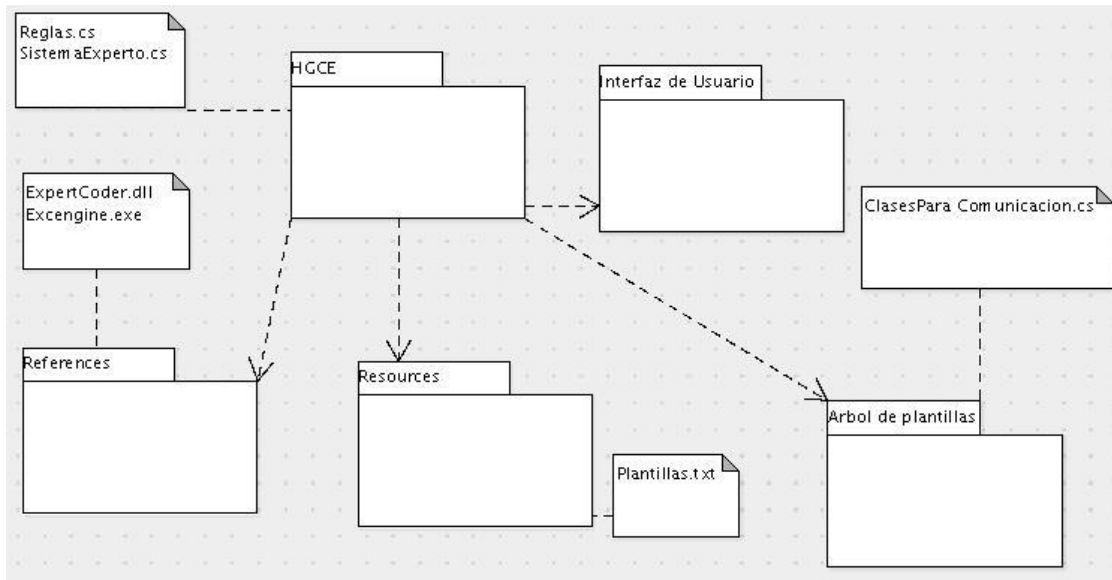 Reglas.cs
SistemaExperto.cs
HGCE
Interfaz de Usuario
ExpertCoder.dll
Excengine.exe
ClasesPara Comunicacion.cs
References
Resources
Arbol de plantillas
Plantillas.txt